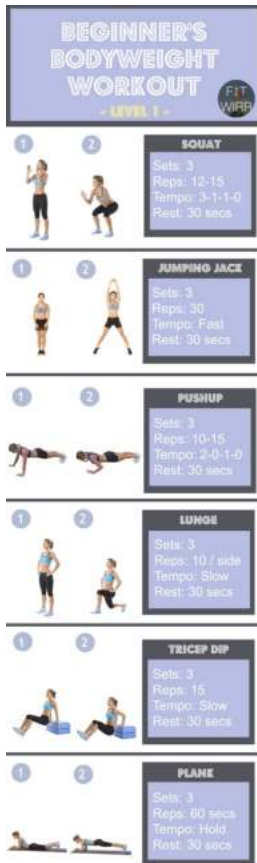 BEGINNER'S
BODYWEIGHT
WORKOUT
- LEVEL 1 -
FIT
WIRR
1
2
SQUAT
Sets: 3
Reps: 12-15
Tempo: 3-1-1-0
Rest: 30 secs
1
2
JUMPING JACK
Sets: 3
Reps: 30
Tempo: Fast
Rest: 30 secs
1
2
PUSHUP
Sets: 3
Reps: 10-15
Tempo: 2-0-1-0
Rest: 30 secs
1
2
LUNGE
Sets: 3
Reps: 10 / side
Tempo: Slow
Rest: 30 secs
1
2
TRICEP DIP
Sets: 3
Reps: 15
Tempo: Slow
Rest: 30 secs
1
2
PLANK
Sets: 3
Reps: 60 secs
Tempo: Hold
Rest: 30 secs